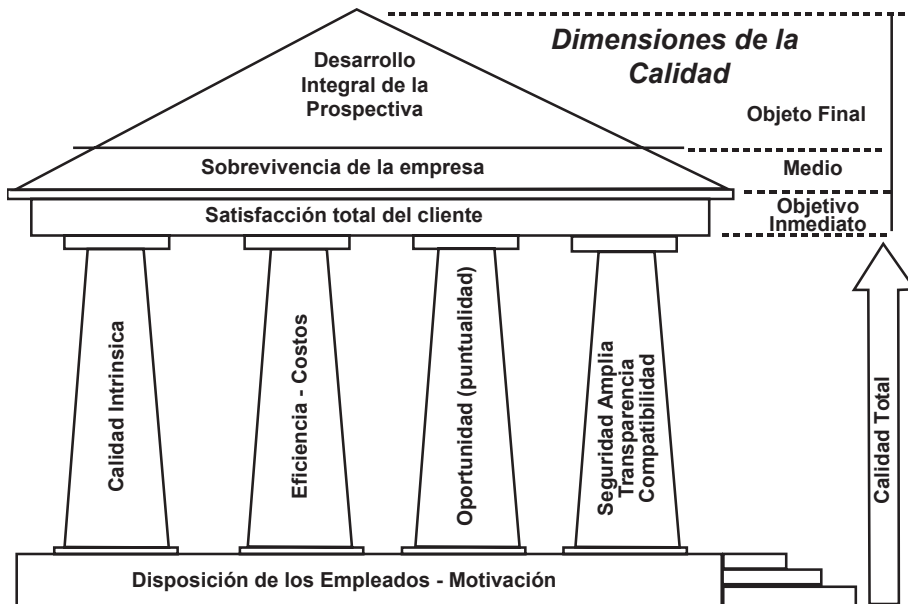 Dimensiones de la
Calidad
Desarrollo
Integral de la
Prospectiva
Objeto Final
Sobrevivencia de la empresa
Medio
Satisfacción total del cliente
Objetivo
Inmediato
Calidad Intrínsica
Eficiencia - Costos
Oportunidad (puntualidad)
Seguridad Amplia
Transparencia
Compatibilidad
Calidad Total
Disposición de los Empleados - Motivación